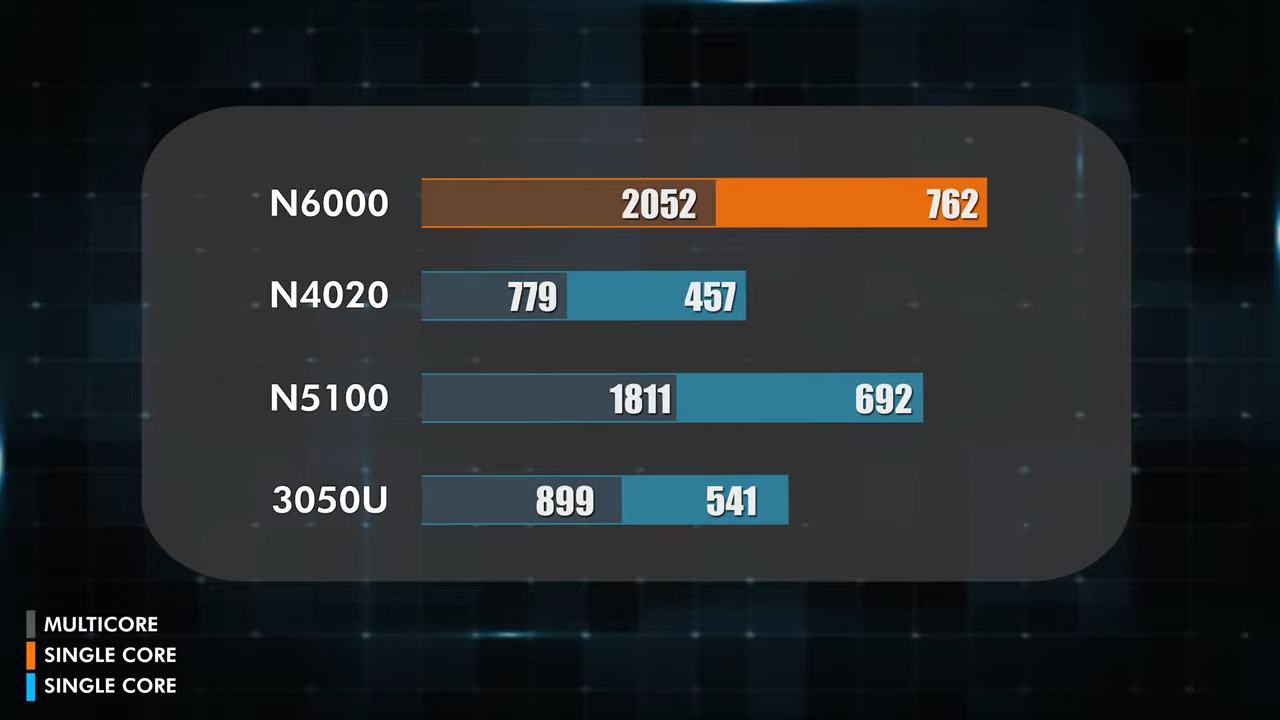 N6000 2052 762
N4020 779 457
N5100 1811 692
3050U 899 541
MULTICORE
SINGLE CORE
SINGLE CORE